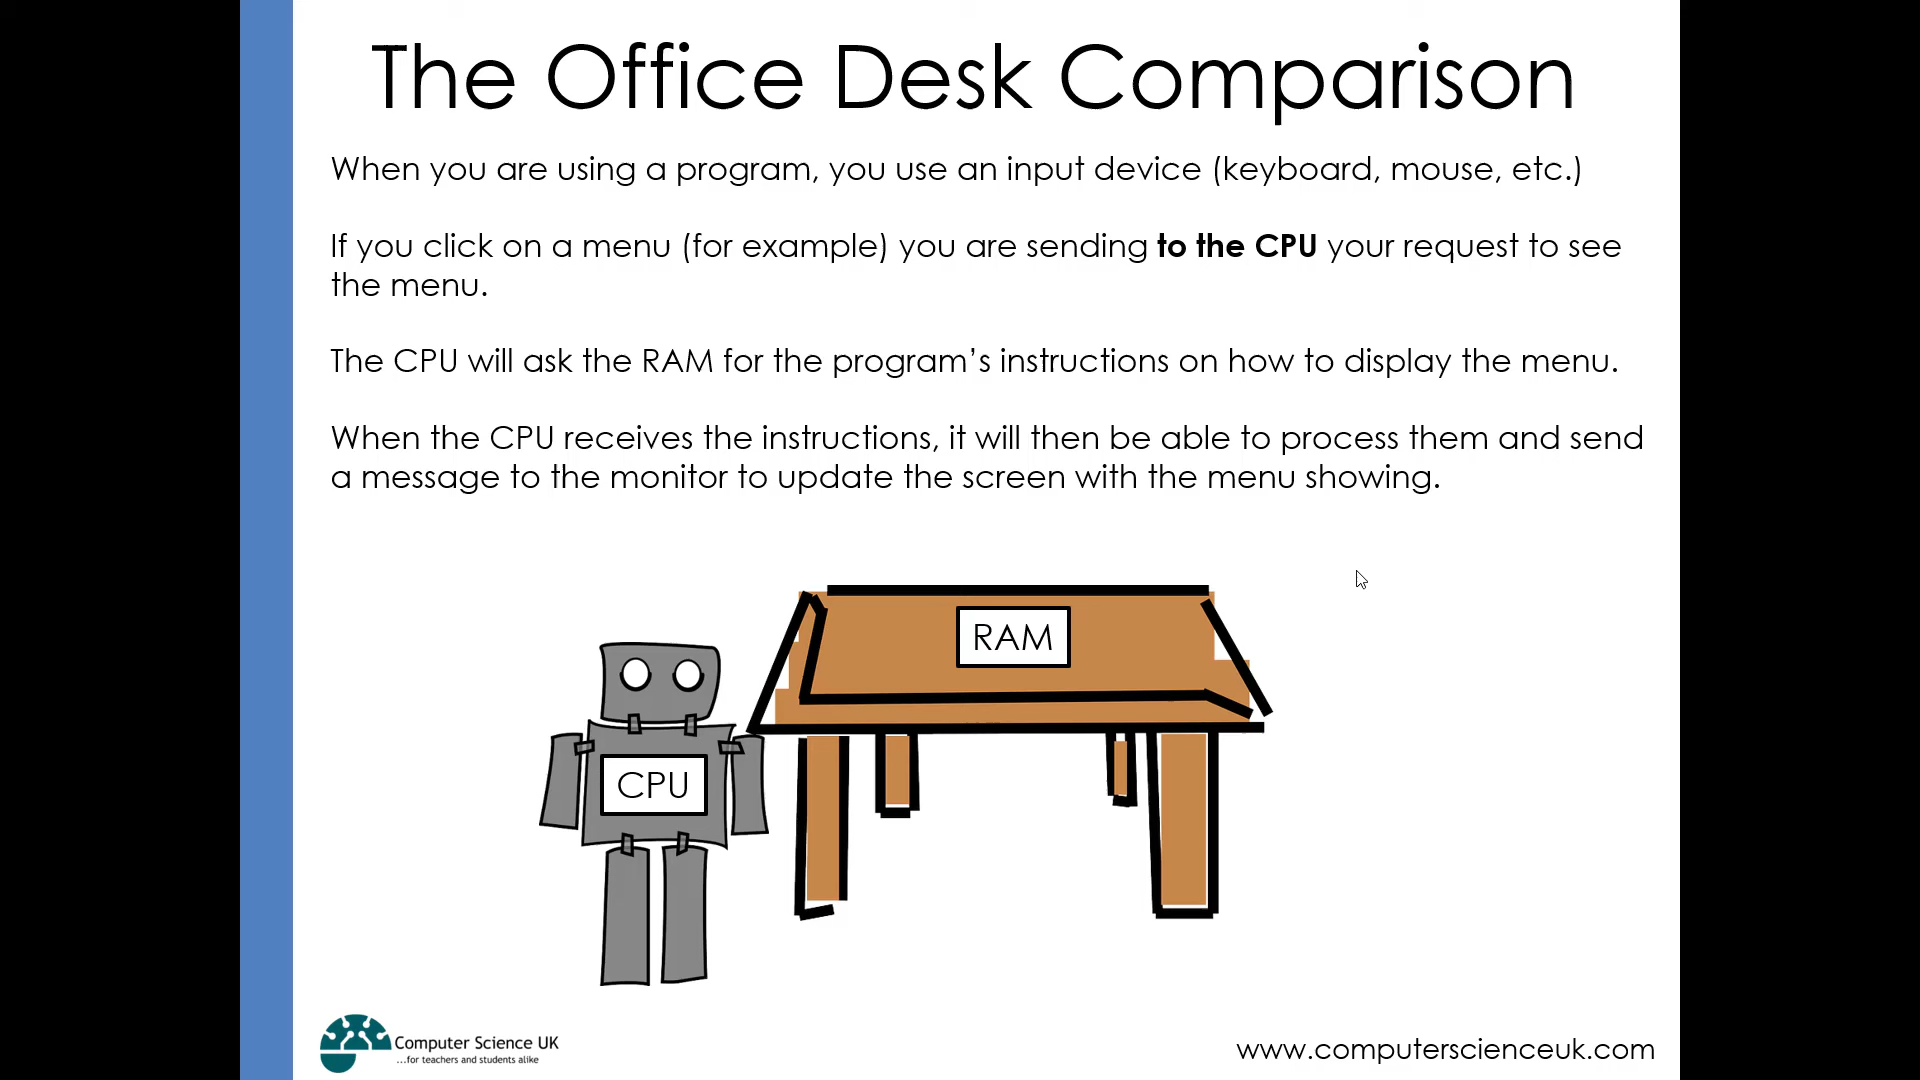 The Office Desk Comparison
When you are using a program, you use an input device (keyboard, mouse, etc.)
If you click on a menu (for example) you are sending to the CPU your request to see
the menu.
The CPU will ask the RAM for the program’s instructions on how to display the menu.
When the CPU receives the instructions, it will then be able to process them and send
a message to the monitor to update the screen with the menu showing.
RAM
CPU
Computer Science UK
...for teachers and students alike
www.computerscienceuk.com